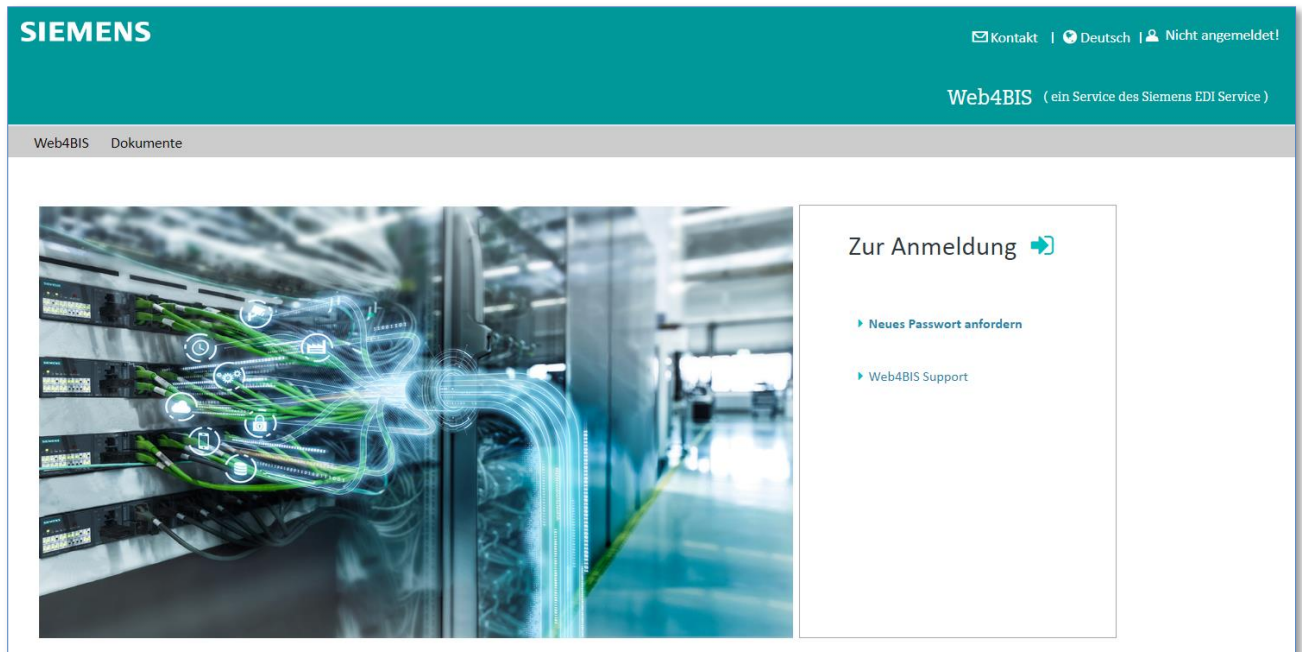 SIEMENS
Kontakt | Deutsch | Nicht angemeldet!
Web4BIS ( ein Service des Siemens EDI Service )
Web4BIS Dokumente
Zur Anmeldung
Neues Passwort anfordern
Web4BIS Support